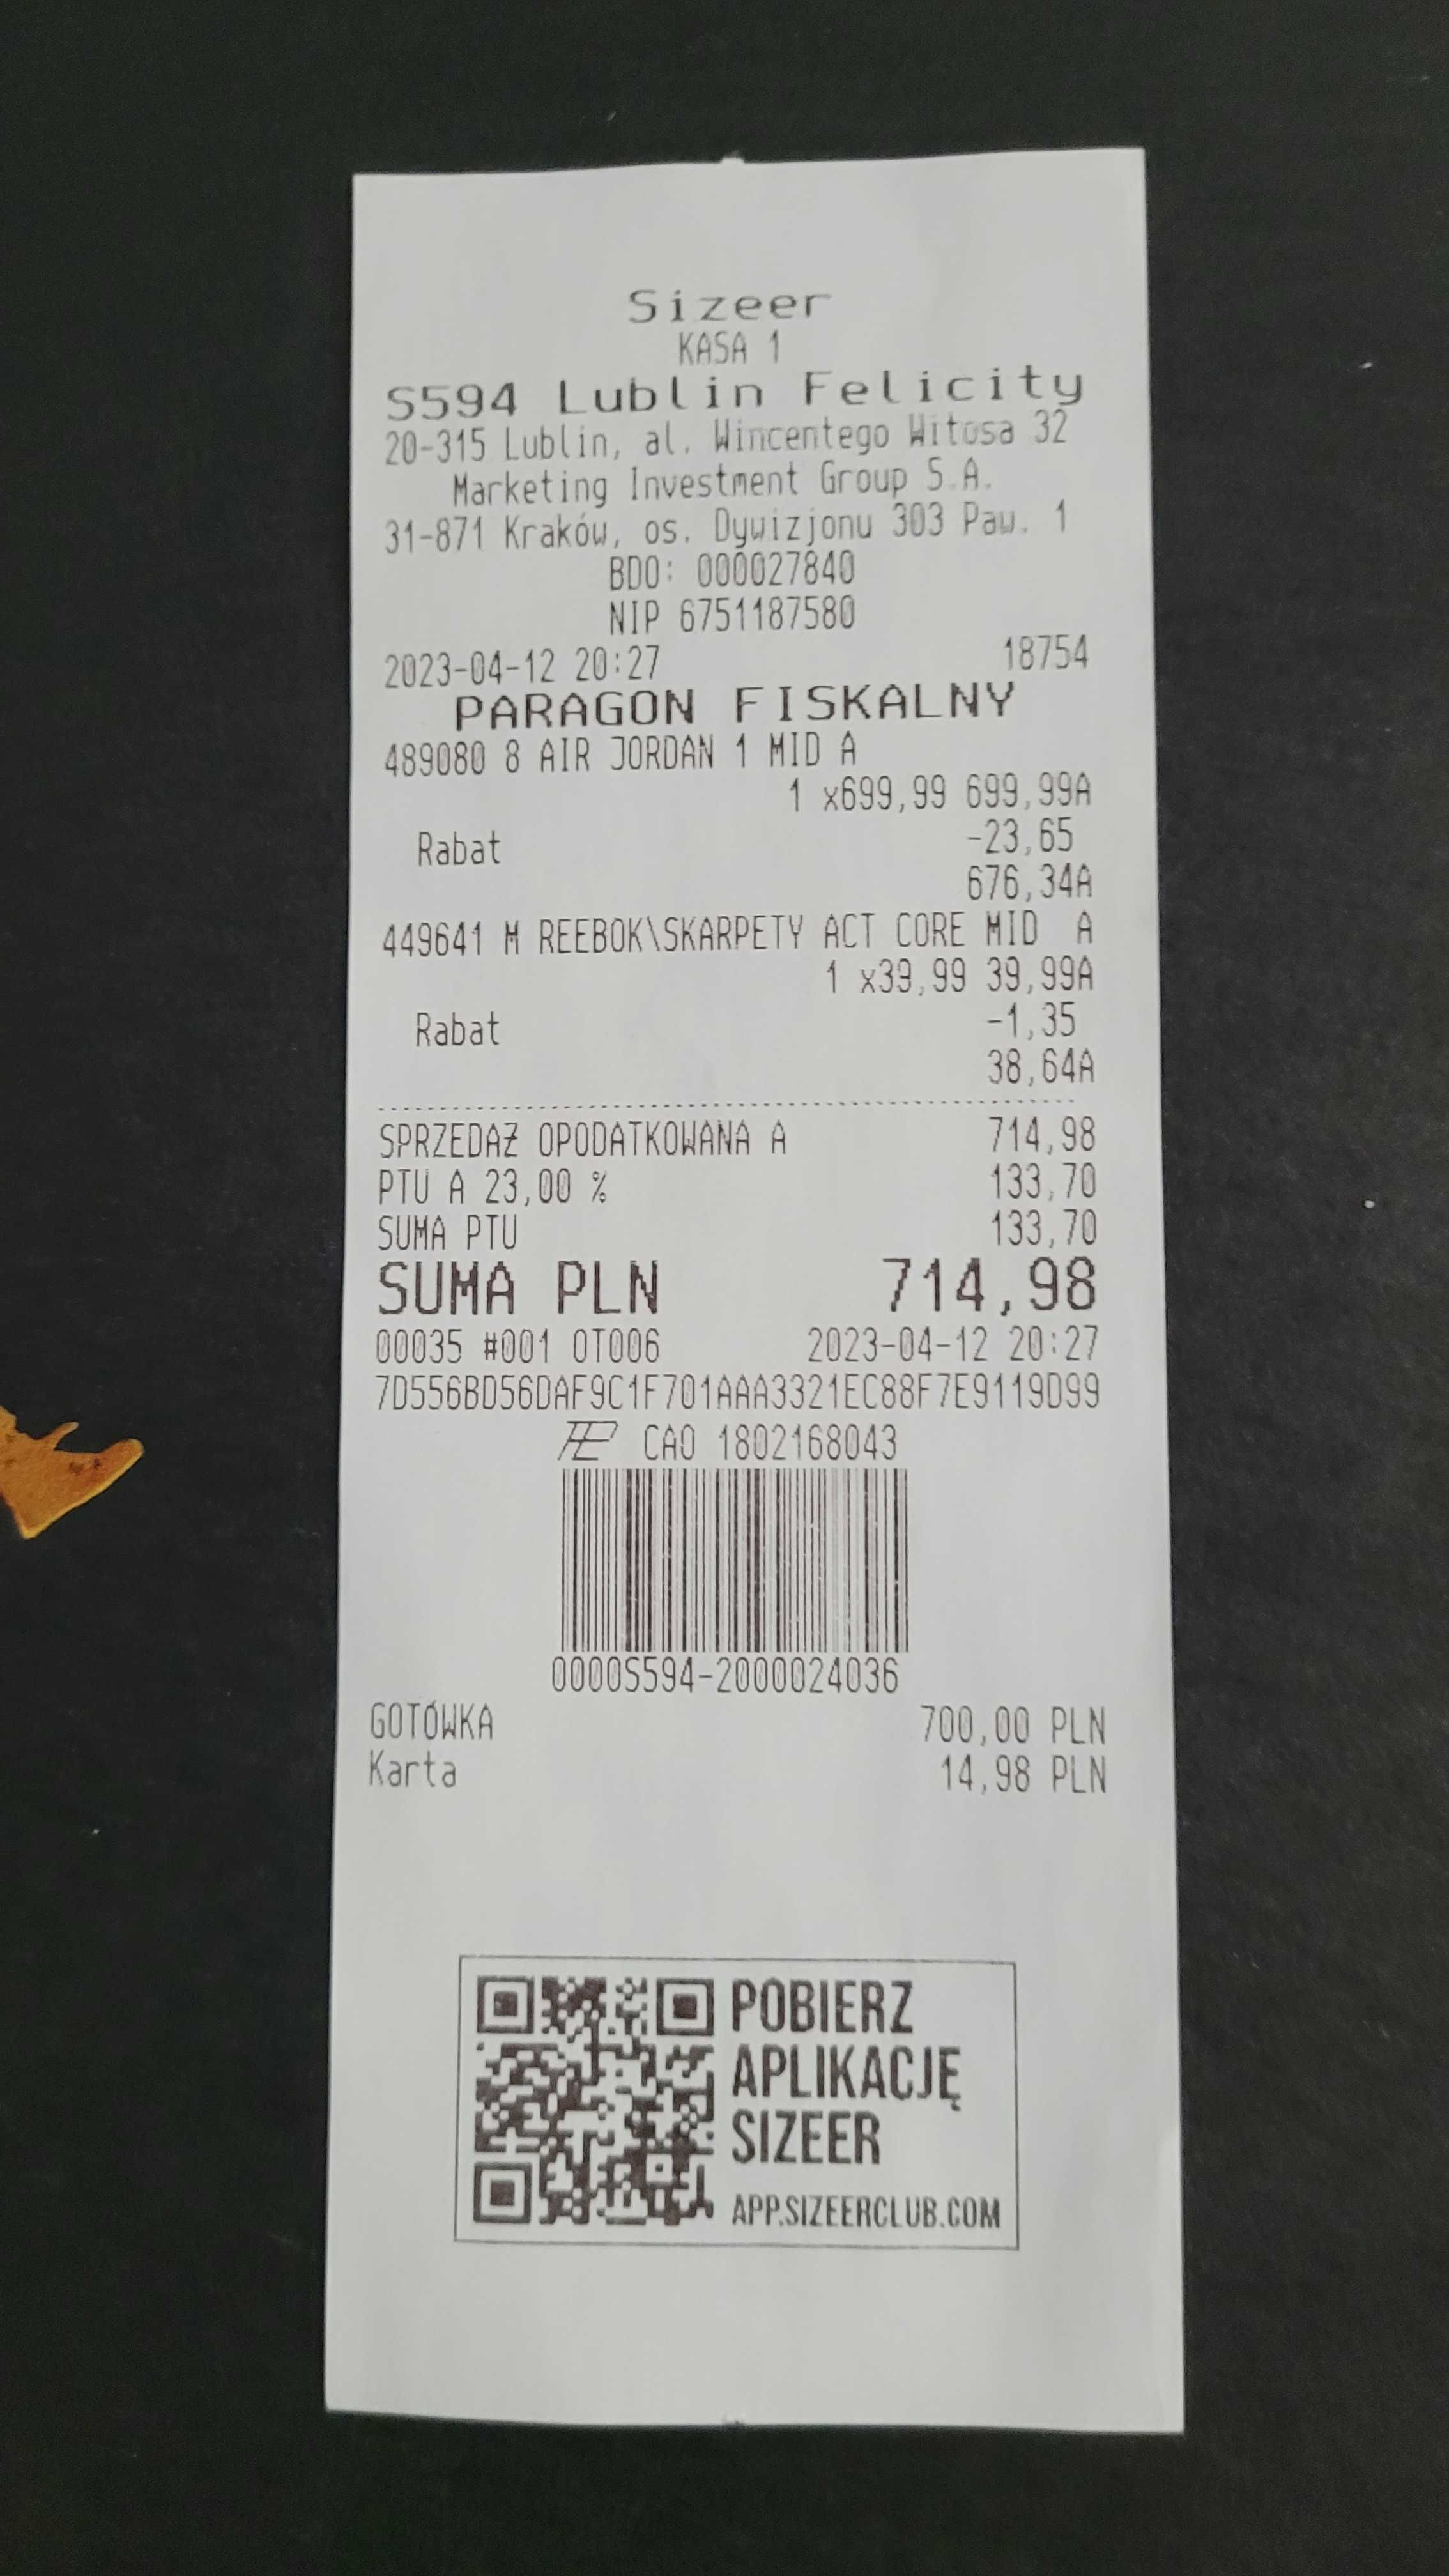 Sizeer
KASA 1
S594 Lublin Felicity
20-315 Lublin, al. Wincentego Witosa 32
Marketing Investment Group S.A.
31-871 Kraków, os. Dywizjonu 303 Paw. 1
BDO: 000027840
NIP 6751187580
2023-04-12 20:27 18754
PARAGON FISKALNY
489080 8 AIR JORDAN 1 MID A
1 x699,99 699,99A
Rabat -23,65
676,34A
449641 M REEBOK\SKARPETY ACT CORE MID A
1 x39,99 39,99A
Rabat -1,35
38,64A
SPRZEDAŻ OPODATKOWANA A 714,98
PTU A 23,00 % 133,70
SUMA PTU 133,70
SUMA PLN 714,98
00035 #001 OT006 2023-04-12 20:27
7D556BD56DAF9C1F701AAA3321EC88F7E9119D99
CAO 1802168043
0000S594-2000024036
GOTÓWKA 700,00 PLN
Karta 14,98 PLN
POBIERZ
APLIKACJĘ
SIZEER
APP.SIZEERCLUB.COM